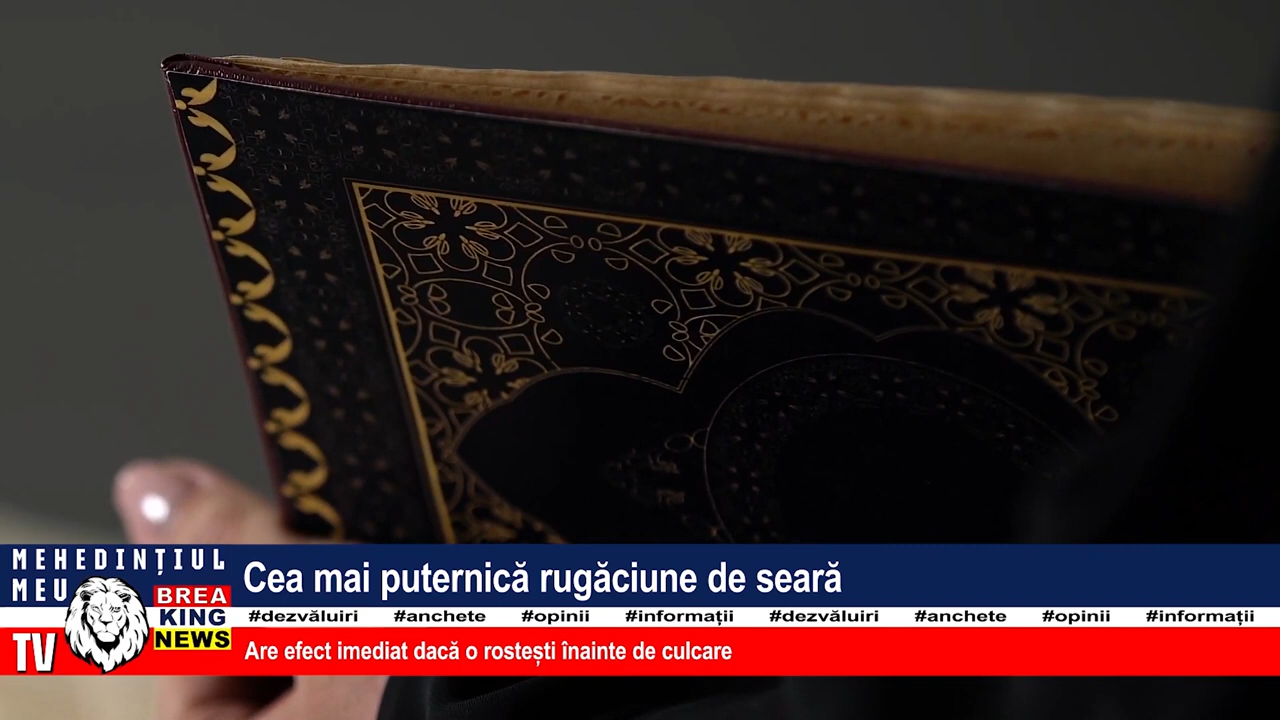 MEHEDINȚIUL
MEU
TV
BREA
KING
NEWS
Cea mai puternică rugăciune de seară
#dezvăluiri #anchete #opinii #informații #dezvăluiri #anchete #opinii #informații
Are efect imediat dacă o rostești înainte de culcare